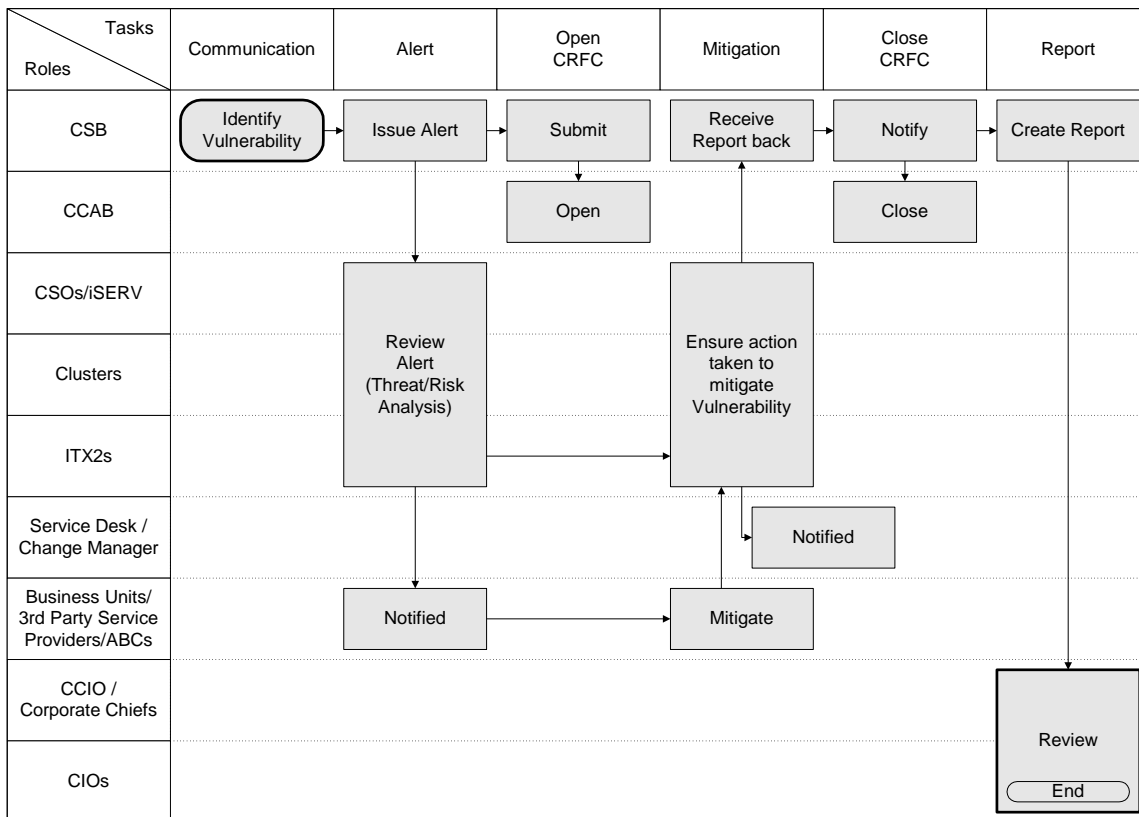 Tasks
Roles
Communication
Alert
Open
CRFC
Mitigation
Close
CRFC
Report
CSB
Identify
Vulnerability
Issue Alert
Submit
Receive
Report back
Notify
Create Report
CCAB
Open
Close
CSOs/iSERV
Clusters
ITX2s
Review
Alert
(Threat/Risk
Analysis)
Ensure action
taken to
mitigate
Vulnerability
Service Desk /
Change Manager
Notified
Business Units/
3rd Party Service
Providers/ABCs
Notified
Mitigate
CCIO /
Corporate Chiefs
CIOs
Review
End